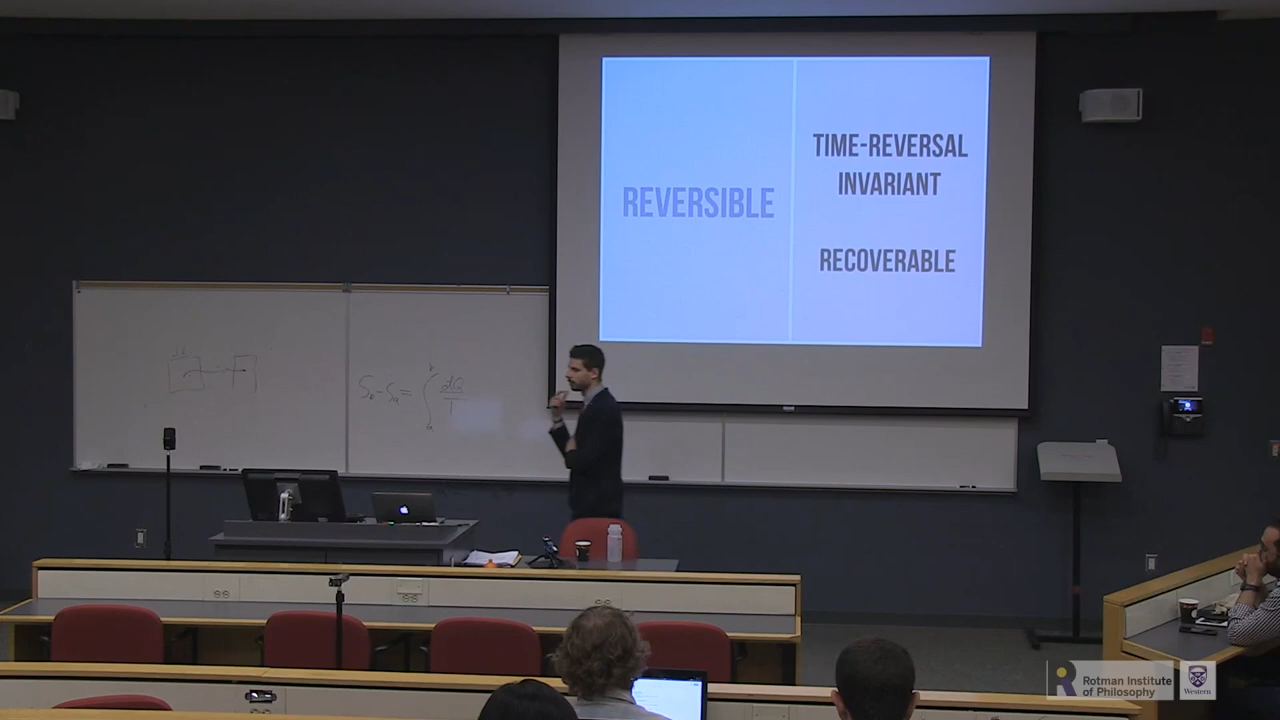 REVERSIBLE
TIME-REVERSAL
INVARIANT
RECOVERABLE
Rotman Institute
of Philosophy
Western